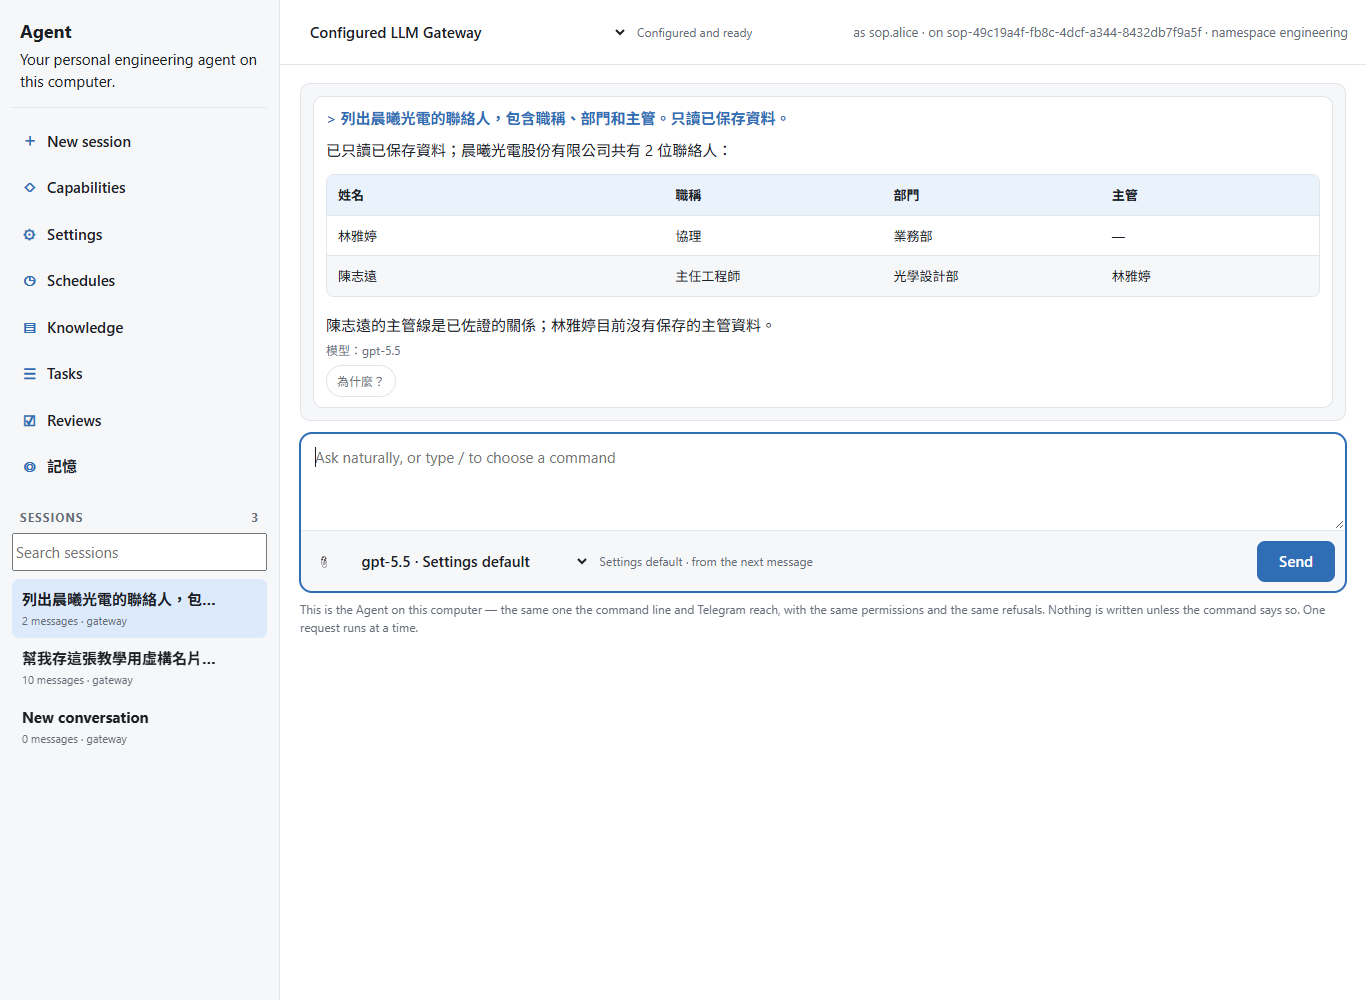 Agent
Your personal engineering agent on
this computer.
New session
Capabilities
Settings
Schedules
Knowledge
Tasks
Reviews
記憶
SESSIONS 3
Search sessions
列出晨曦光電的聯絡人，包...
2 messages · gateway
幫我存這張教學用虛構名片...
10 messages · gateway
New conversation
0 messages · gateway
Configured LLM Gateway
Configured and ready
as sop.alice · on sop-49c19a4f-fb8c-4dcf-a344-8432db7f9a5f · namespace engineering
> 列出晨曦光電的聯絡人，包含職稱、部門和主管。只讀已保存資料。
已只讀已保存資料；晨曦光電股份有限公司共有 2 位聯絡人：
姓名 職稱 部門 主管
林雅婷 協理 業務部 —
陳志遠 主任工程師 光學設計部 林雅婷
陳志遠的主管線是已佐證的關係；林雅婷目前沒有保存的主管資料。
模型：gpt-5.5
為什麼？
Ask naturally, or type / to choose a command
gpt-5.5 · Settings default
Settings default · from the next message
Send
This is the Agent on this computer — the same one the command line and Telegram reach, with the same permissions and the same refusals. Nothing is written unless the command says so. One
request runs at a time.